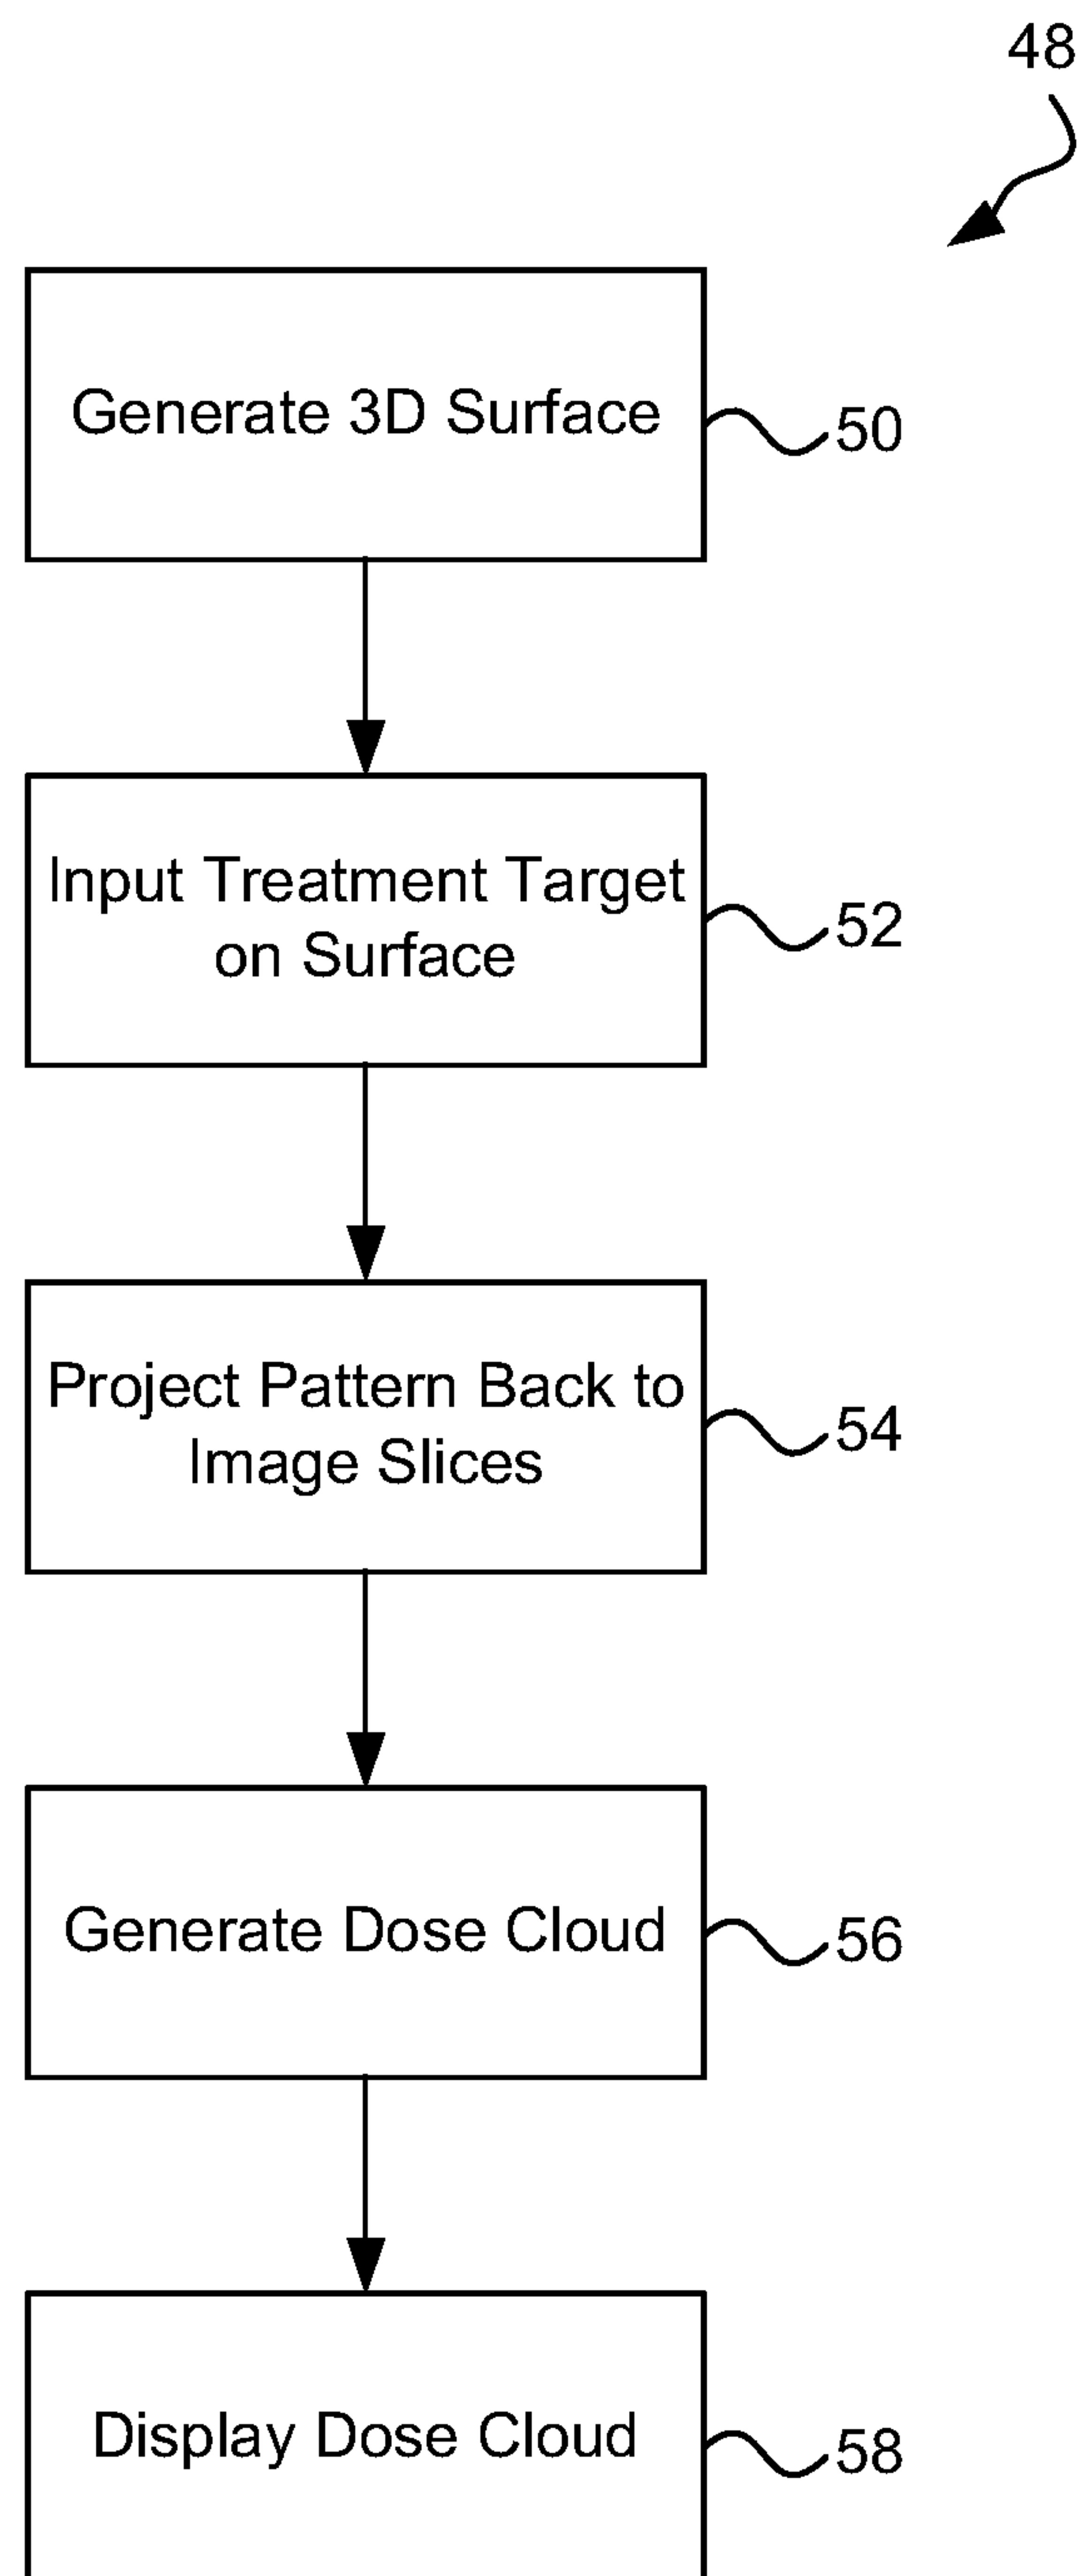 48
Generate 3D Surface
50
Input Treatment Target
on Surface
52
Project Pattern Back to
Image Slices
54
Generate Dose Cloud
56
Display Dose Cloud
58